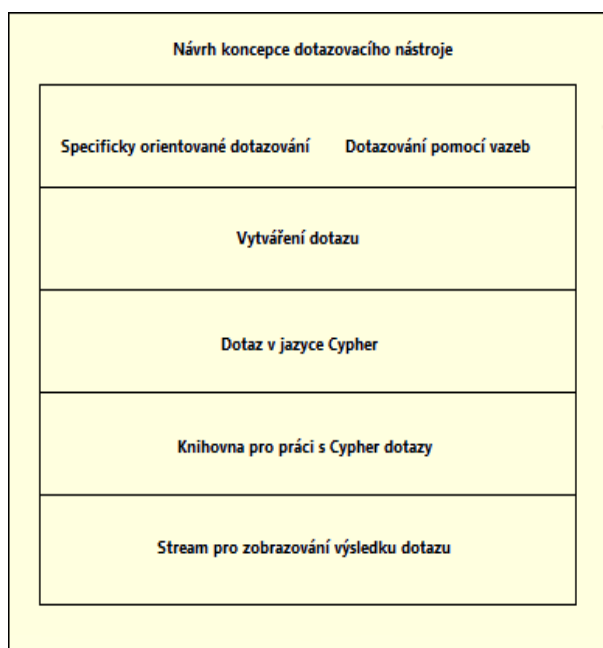 Návrh koncepce dotazovacího nástroje
Specificky orientované dotazování Dotazování pomocí vazeb
Vytváření dotazu
Dotaz v jazyce Cypher
Knihovna pro práci s Cypher dotazy
Stream pro zobrazování výsledku dotazu